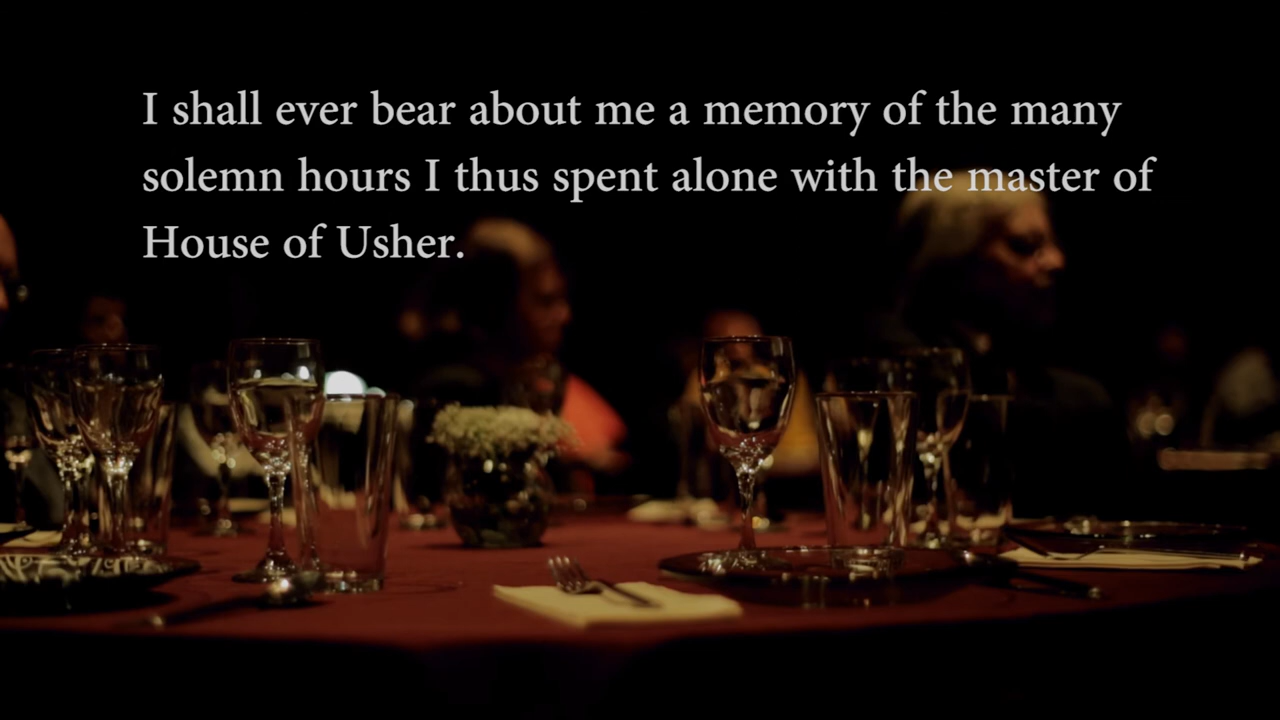 I shall ever bear about me a memory of the many
solemn hours I thus spent alone with the master of
House of Usher.